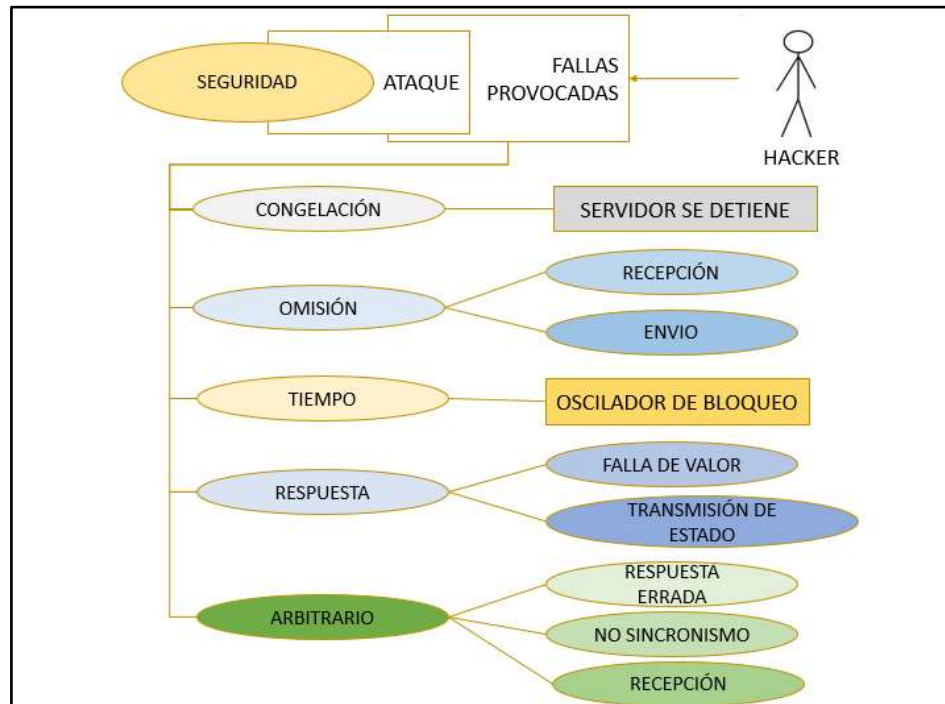 SEGURIDAD
ATAQUE
FALLAS
PROVOCADAS
HACKER
CONGELACIÓN
SERVIDOR SE DETIENE
OMISIÓN
RECEPCIÓN
ENVIO
TIEMPO
OSCILADOR DE BLOQUEO
RESPUESTA
FALLA DE VALOR
TRANSMISIÓN DE
ESTADO
ARBITRARIO
RESPUESTA
ERRADA
NO SINCRONISMO
RECEPCIÓN